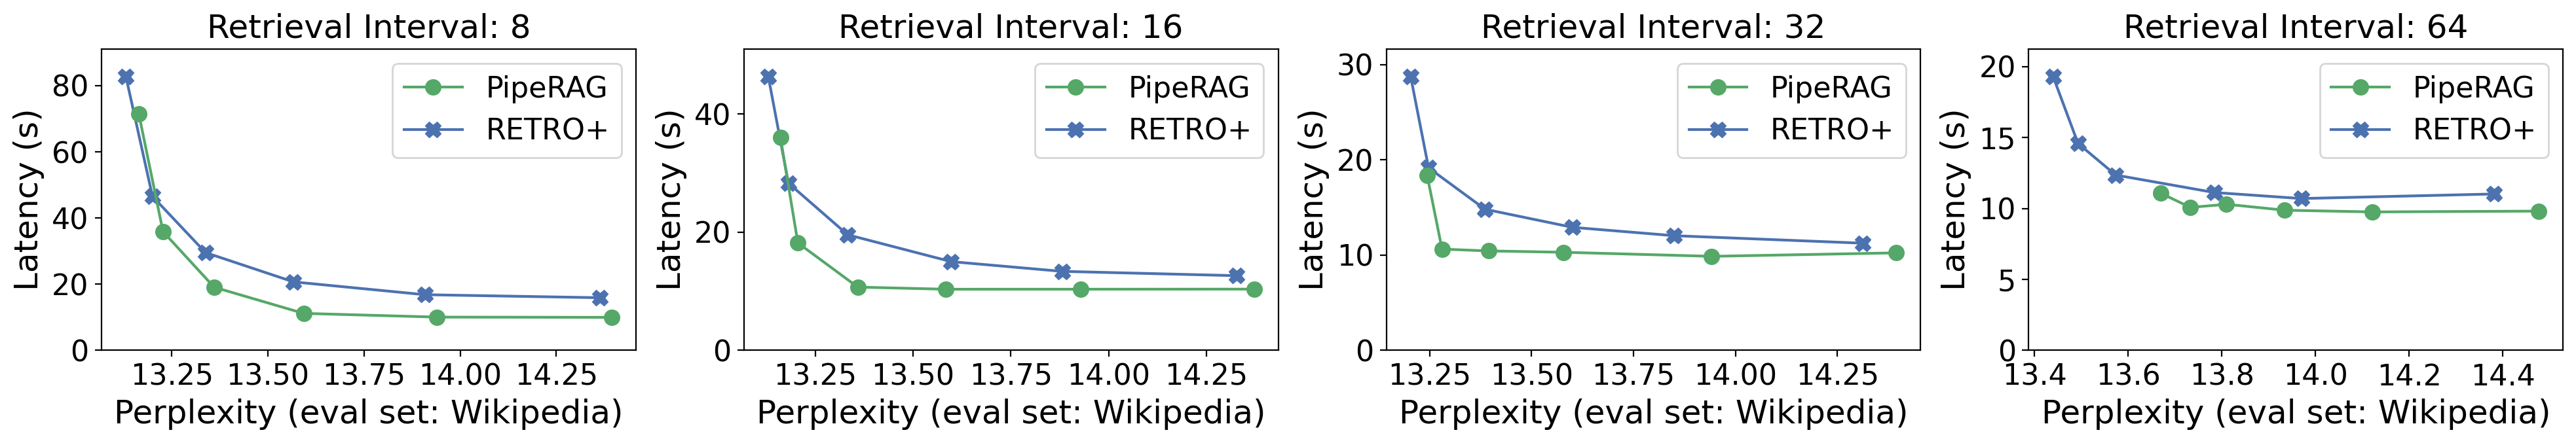 Retrieval Interval: 8
PipeRAG
RETRO+
80
60
40
20
0
Latency (s)
13.25 13.50 13.75 14.00 14.25
Perplexity (eval set: Wikipedia)
Retrieval Interval: 16
PipeRAG
RETRO+
40
20
0
Latency (s)
13.25 13.50 13.75 14.00 14.25
Perplexity (eval set: Wikipedia)
Retrieval Interval: 32
PipeRAG
RETRO+
30
20
10
0
Latency (s)
13.25 13.50 13.75 14.00 14.25
Perplexity (eval set: Wikipedia)
Retrieval Interval: 64
PipeRAG
RETRO+
20
15
10
5
0
Latency (s)
13.4 13.6 13.8 14.0 14.2 14.4
Perplexity (eval set: Wikipedia)